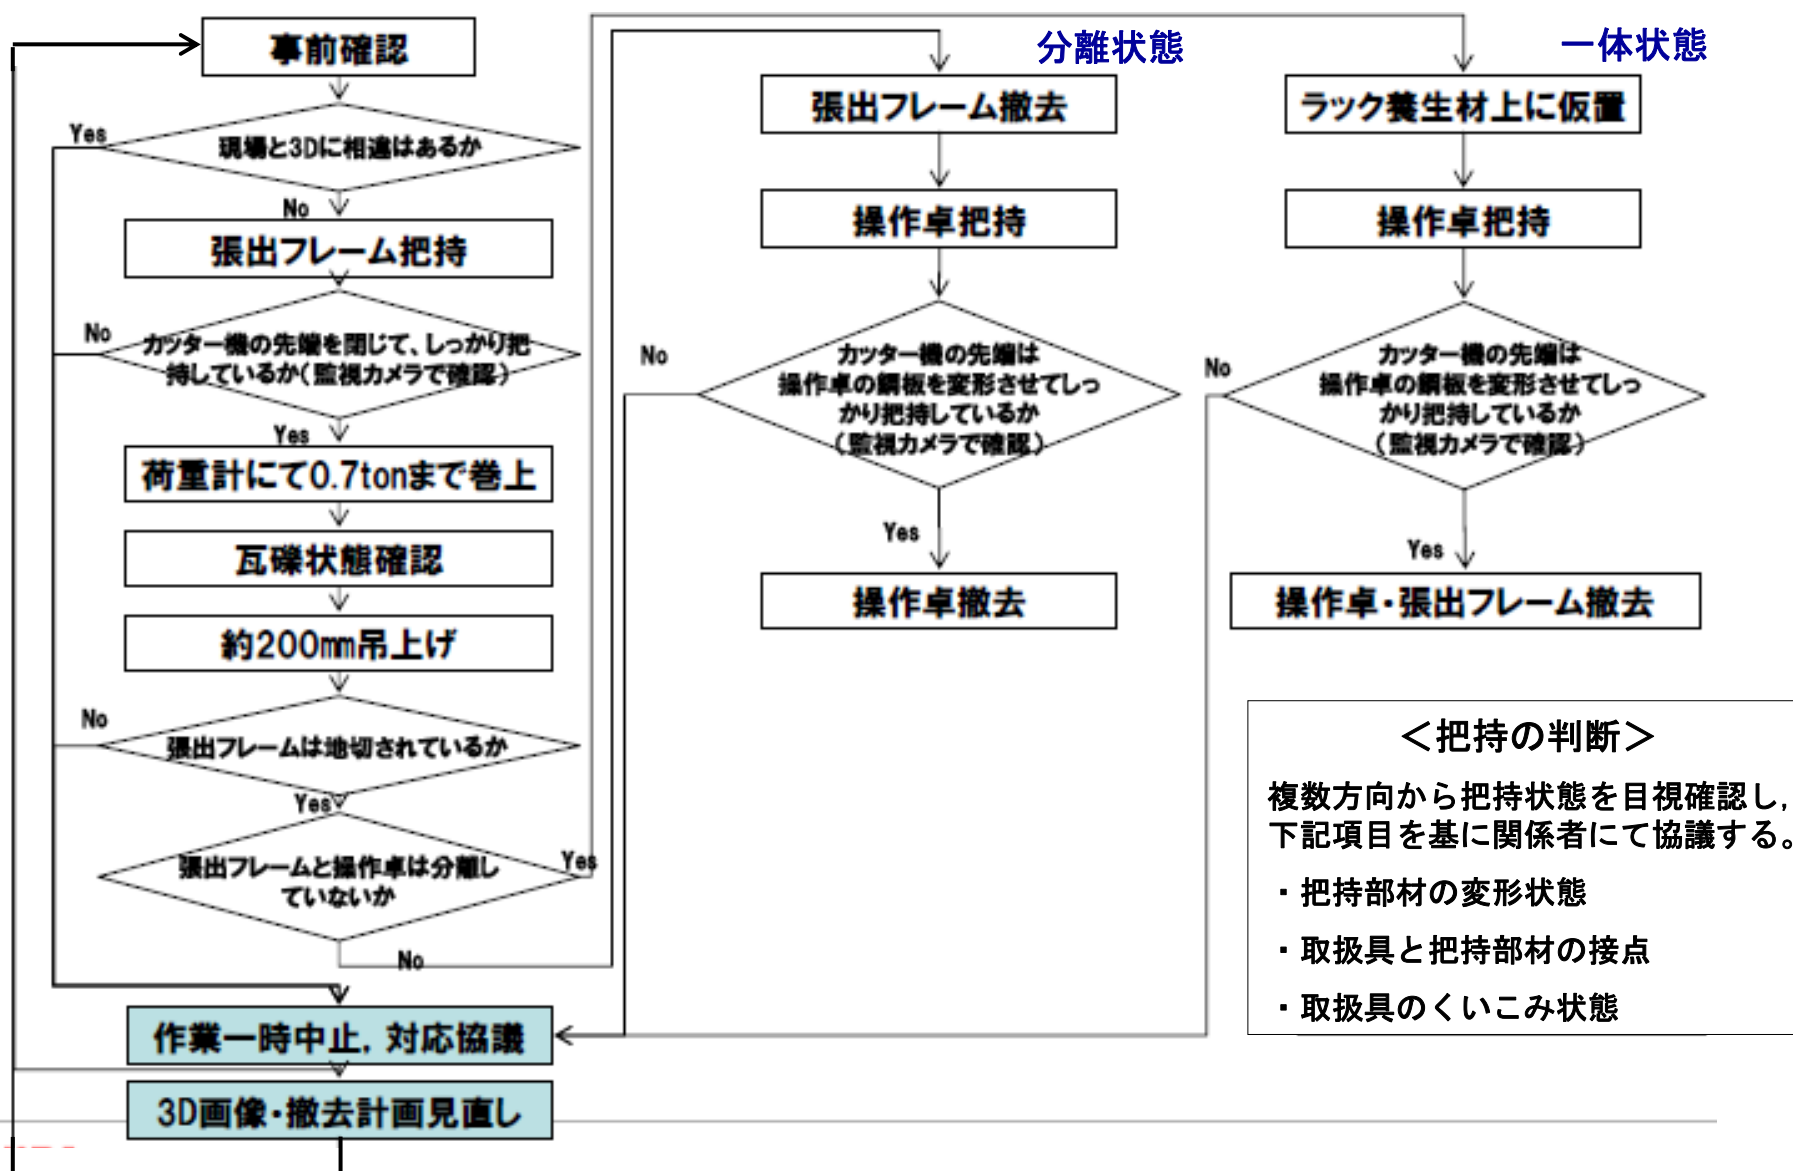 事前確認
現場と3Dに相違はあるか
Yes
No
張出フレーム把持
カッター機の先端を閉じて、しっかり把
持しているか(監視カメラで確認)
No
Yes
荷重計にて0.7tonまで巻上
瓦礫状態確認
約200mm吊上げ
張出フレームは地切されているか
No
Yes
張出フレームと操作卓は分離し
ていないか
Yes
No
作業一時中止,対応協議
3D画像・撤去計画見直し
分離状態
張出フレーム撤去
操作卓把持
カッター機の先端は
操作卓の鋼板を変形させてしっ
かり把持しているか
(監視カメラで確認)
No
Yes
操作卓撤去
一体状態
ラック養生材上に仮置
操作卓把持
カッター機の先端は
操作卓の鋼板を変形させてしっ
かり把持しているか
(監視カメラで確認)
No
Yes
操作卓・張出フレーム撤去
＜把持の判断＞
複数方向から把持状態を目視確認し,
下記項目を基に関係者にて協議する。
・把持部材の変形状態
・取扱具と把持部材の接点
・取扱具のくいこみ状態